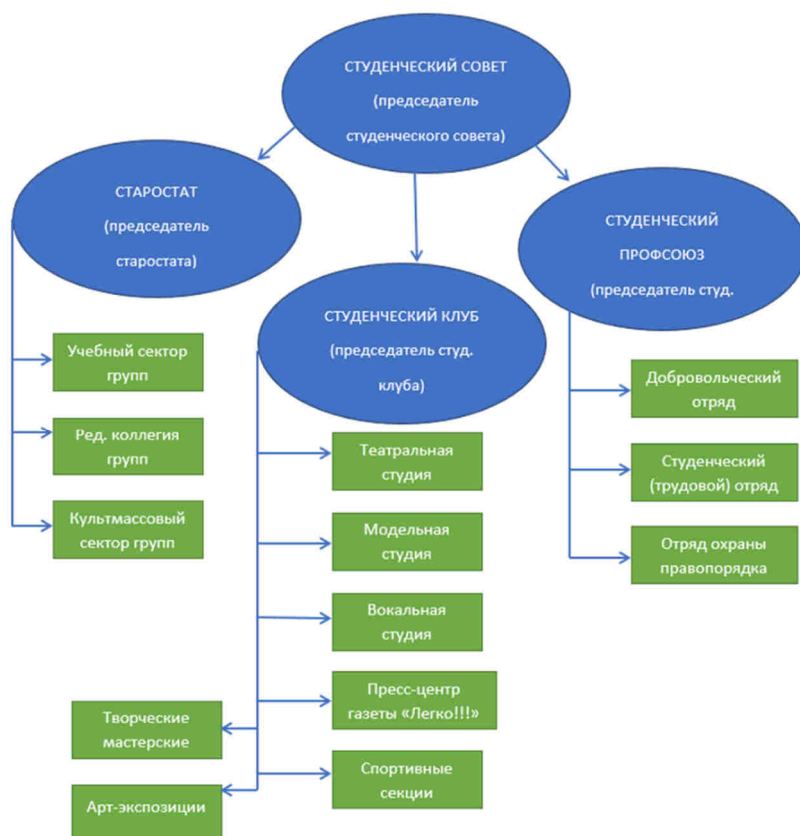 СТУДЕНЧЕСКИЙ СОВЕТ
(председатель
студенческого совета)
СТАРОСТАТ
(председатель
старостата)
СТУДЕНЧЕСКИЙ
ПРОФСОЮЗ
(председатель студ.
СТУДЕНЧЕСКИЙ КЛУБ
(председатель студ.
клуба)
Учебный сектор
групп
Ред. коллегия
групп
Культмассовый
сектор групп
Театральная
студия
Модельная
студия
Вокальная
студия
Пресс-центр
газеты «Легко!!!»
Спортивные
секции
Творческие
мастерские
Арт-экспозиции
Добровольческий
отряд
Студенческий
(трудовой) отряд
Отряд охраны
правопорядка